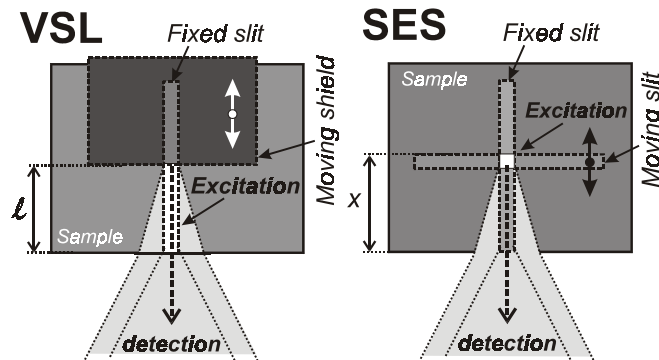 VSL
Fixed slit
Moving shield
Excitation
ℓ
Sample
detection
SES
Fixed slit
Sample
Excitation
Moving slit
x
detection